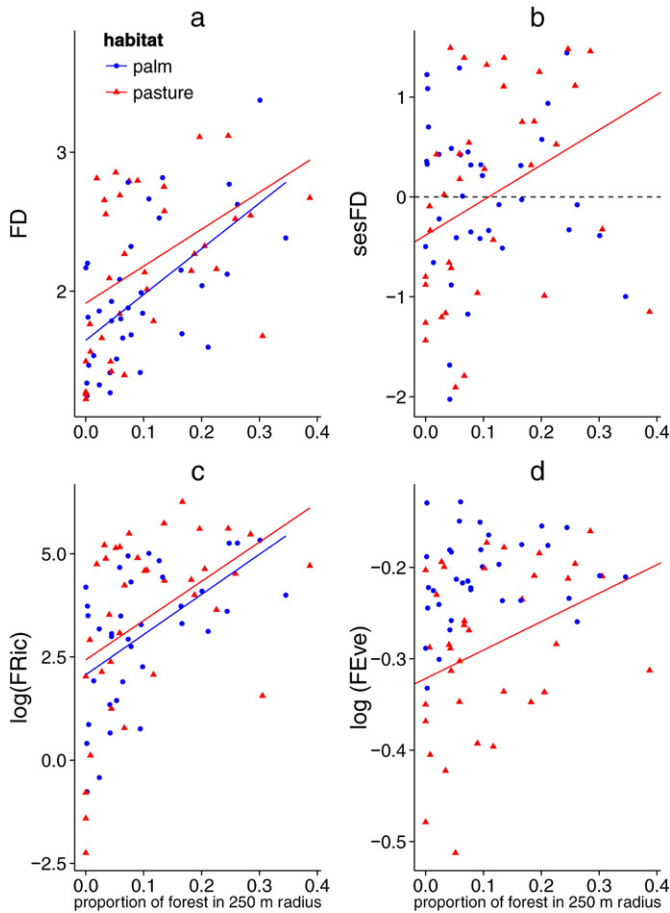 a
b
habitat
palm
pasture
FD
3
2
0.0 0.1 0.2 0.3 0.4
sesFD
1
0
−1
−2
0.0 0.1 0.2 0.3 0.4
c
d
log(FRic)
5.0
2.5
0.0
−2.5
0.0 0.1 0.2 0.3 0.4
proportion of forest in 250 m radius
log (FEve)
−0.2
−0.3
−0.4
−0.5
0.0 0.1 0.2 0.3 0.4
proportion of forest in 250 m radius